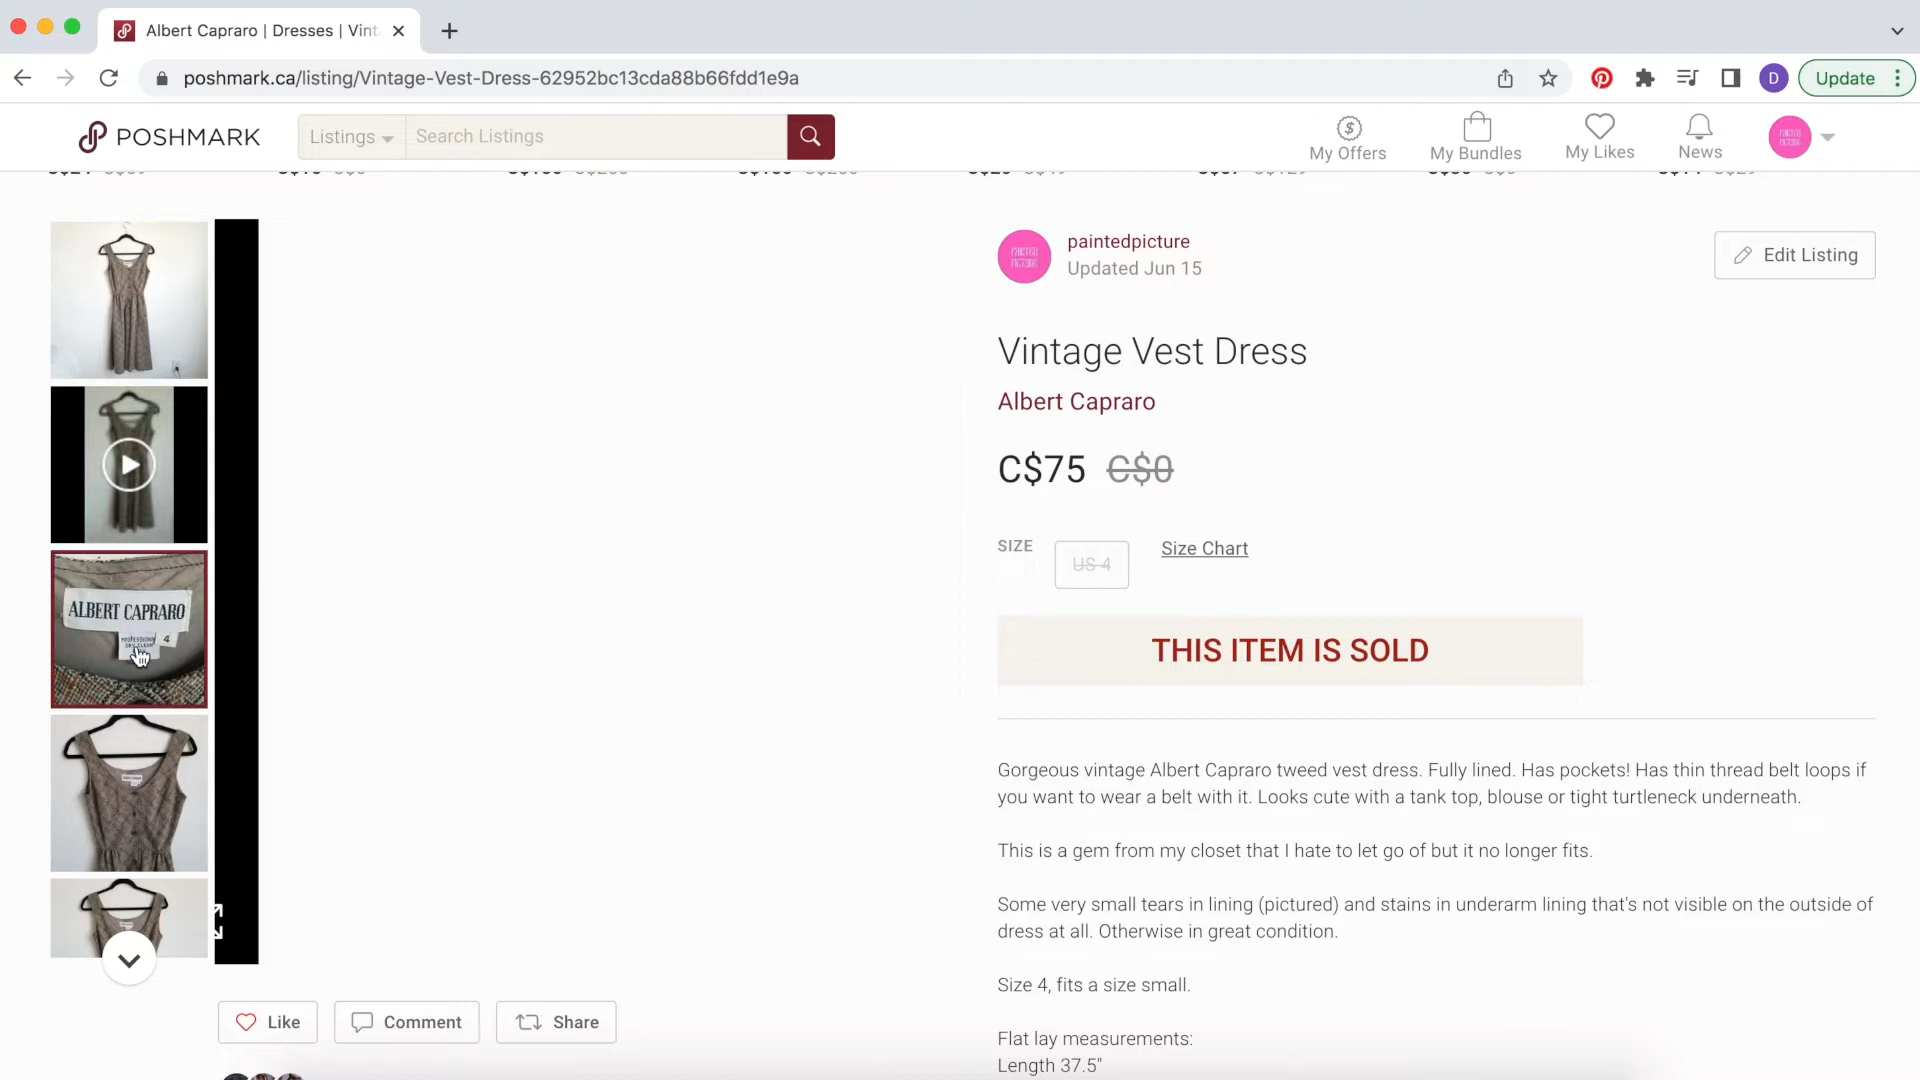 Albert Capraro | Dresses | Vint
poshmark.ca/listing/Vintage-Vest-Dress-62952bc13cda88b66fdd1e9a
D
Update
POSHMARK
Listings
Search Listings
My Offers
My Bundles
My Likes
News
paintedpicture
Updated Jun 15
Edit Listing
Vintage Vest Dress
Albert Capraro
C$75 C$0
SIZE
US 4
Size Chart
THIS ITEM IS SOLD
ALBERT CAPRARO
4
Gorgeous vintage Albert Capraro tweed vest dress. Fully lined. Has pockets! Has thin thread belt loops if
you want to wear a belt with it. Looks cute with a tank top, blouse or tight turtleneck underneath.
This is a gem from my closet that I hate to let go of but it no longer fits.
Some very small tears in lining (pictured) and stains in underarm lining that's not visible on the outside of
dress at all. Otherwise in great condition.
Size 4, fits a size small.
Flat lay measurements:
Length 37.5"
Like
Comment
Share